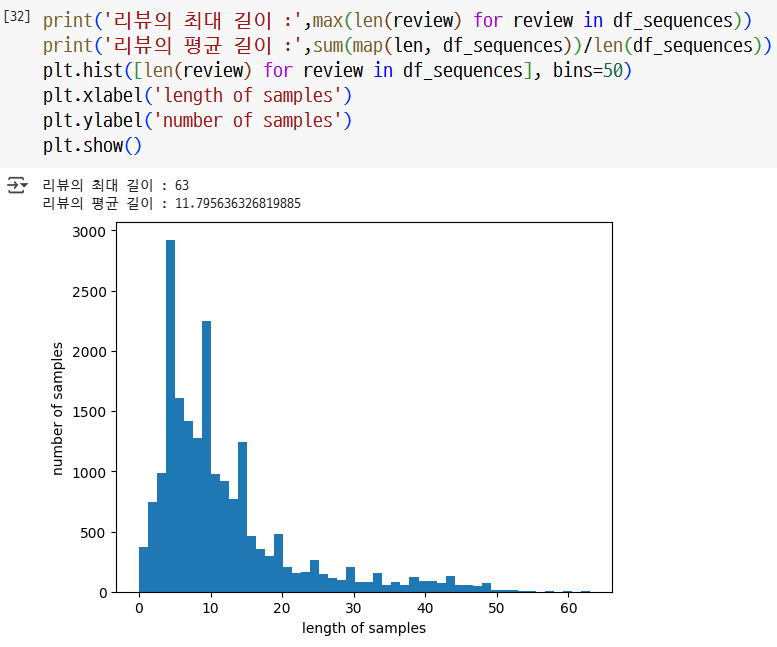 [32] print('리뷰의 최대 길이 :',max(len(review) for review in df_sequences))
print('리뷰의 평균 길이 :',sum(map(len, df_sequences))/len(df_sequences))
plt.hist([len(review) for review in df_sequences], bins=50)
plt.xlabel('length of samples')
plt.ylabel('number of samples')
plt.show()
리뷰의 최대 길이 : 63
리뷰의 평균 길이 : 11.795636326819885
3000
2500
2000
1500
1000
500
0
number of samples
0 10 20 30 40 50 60
length of samples